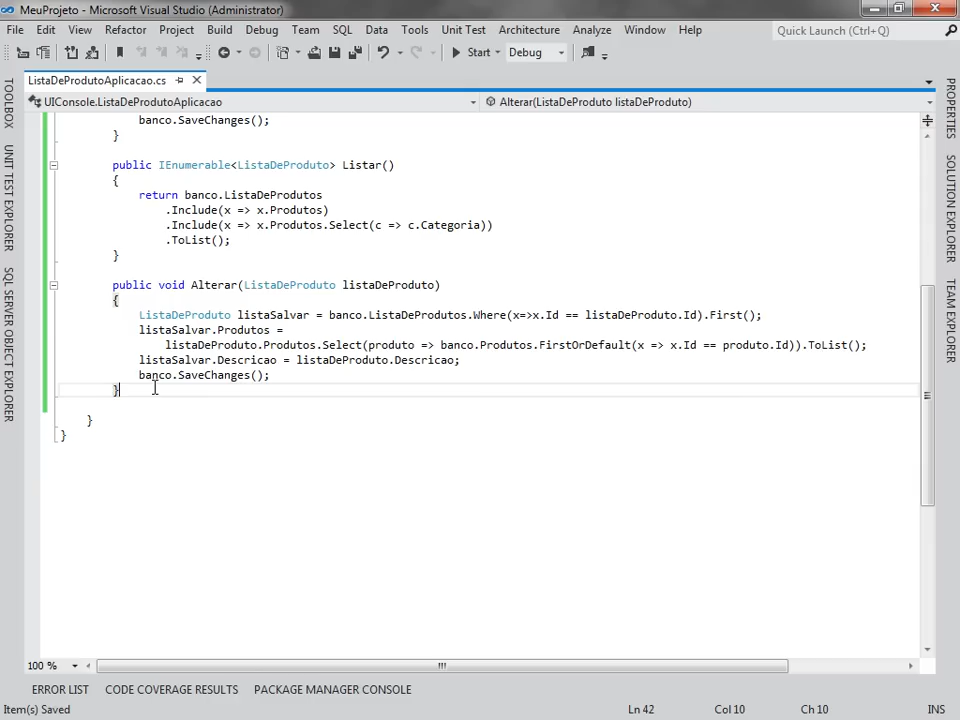 MeuProjeto - Microsoft Visual Studio (Administrator)
File Edit View Refactor Project Build Debug Team SQL Data Tools Unit Test Architecture Analyze Window Help Quick Launch (Ctrl+Q)
Start Debug
ListaDeProdutoAplicacao.cs
UIConsole.ListaDeProdutoAplicacao Alterar(ListaDeProduto listaDeProduto)
banco.SaveChanges();
}
public IEnumerable<ListaDeProduto> Listar()
{
return banco.ListaDeProdutos
.Include(x => x.Produtos)
.Include(x => x.Produtos.Select(c => c.Categoria))
.ToList();
}
public void Alterar(ListaDeProduto listaDeProduto)
{
ListaDeProduto listaSalvar = banco.ListaDeProdutos.Where(x=>x.Id == listaDeProduto.Id).First();
listaSalvar.Produtos =
listaDeProduto.Produtos.Select(produto => banco.Produtos.FirstOrDefault(x => x.Id == produto.Id)).ToList();
listaSalvar.Descricao = listaDeProduto.Descricao;
banco.SaveChanges();
}
}
}
TOOLBOX
UNIT TEST EXPLORER
SQL SERVER OBJECT EXPLORER
PROPERTIES
SOLUTION EXPLORER
TEAM EXPLORER
100 %
ERROR LIST CODE COVERAGE RESULTS PACKAGE MANAGER CONSOLE
Item(s) Saved Ln 42 Col 10 Ch 10 INS